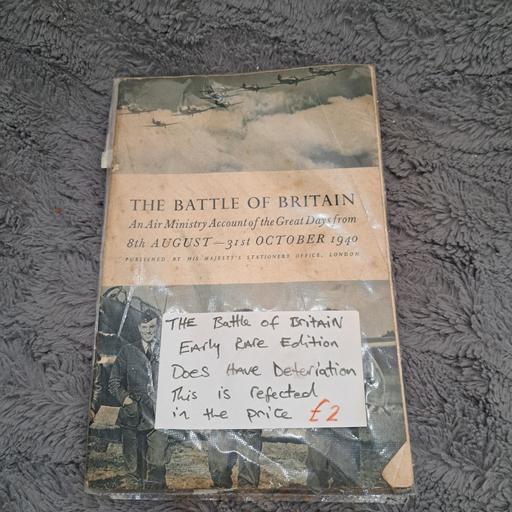 THE BATTLE OF BRITAIN
An Air Ministry Account of the Great Days from
8th AUGUST—31st OCTOBER 1940
PUBLISHED BY HIS MAJESTY'S STATIONERY OFFICE, LONDON
THE Battle of BritAIN
Early Rare Edition
Does Have Deteriation
This is refected
in the price £2